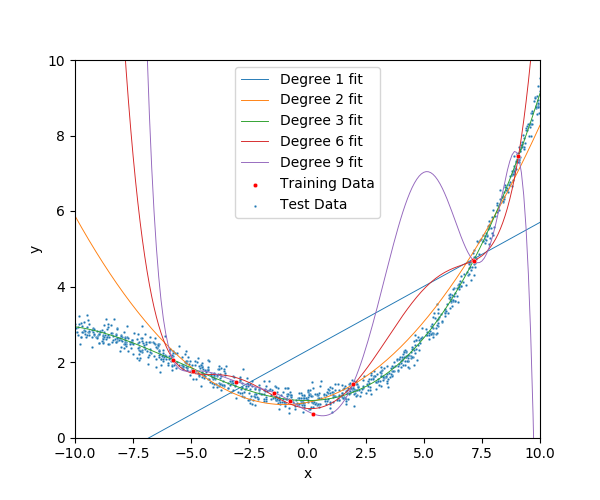 10
8
6
4
2
0
y
Degree 1 fit
Degree 2 fit
Degree 3 fit
Degree 6 fit
Degree 9 fit
Training Data
Test Data
−10.0 −7.5 −5.0 −2.5 0.0 2.5 5.0 7.5 10.0
x